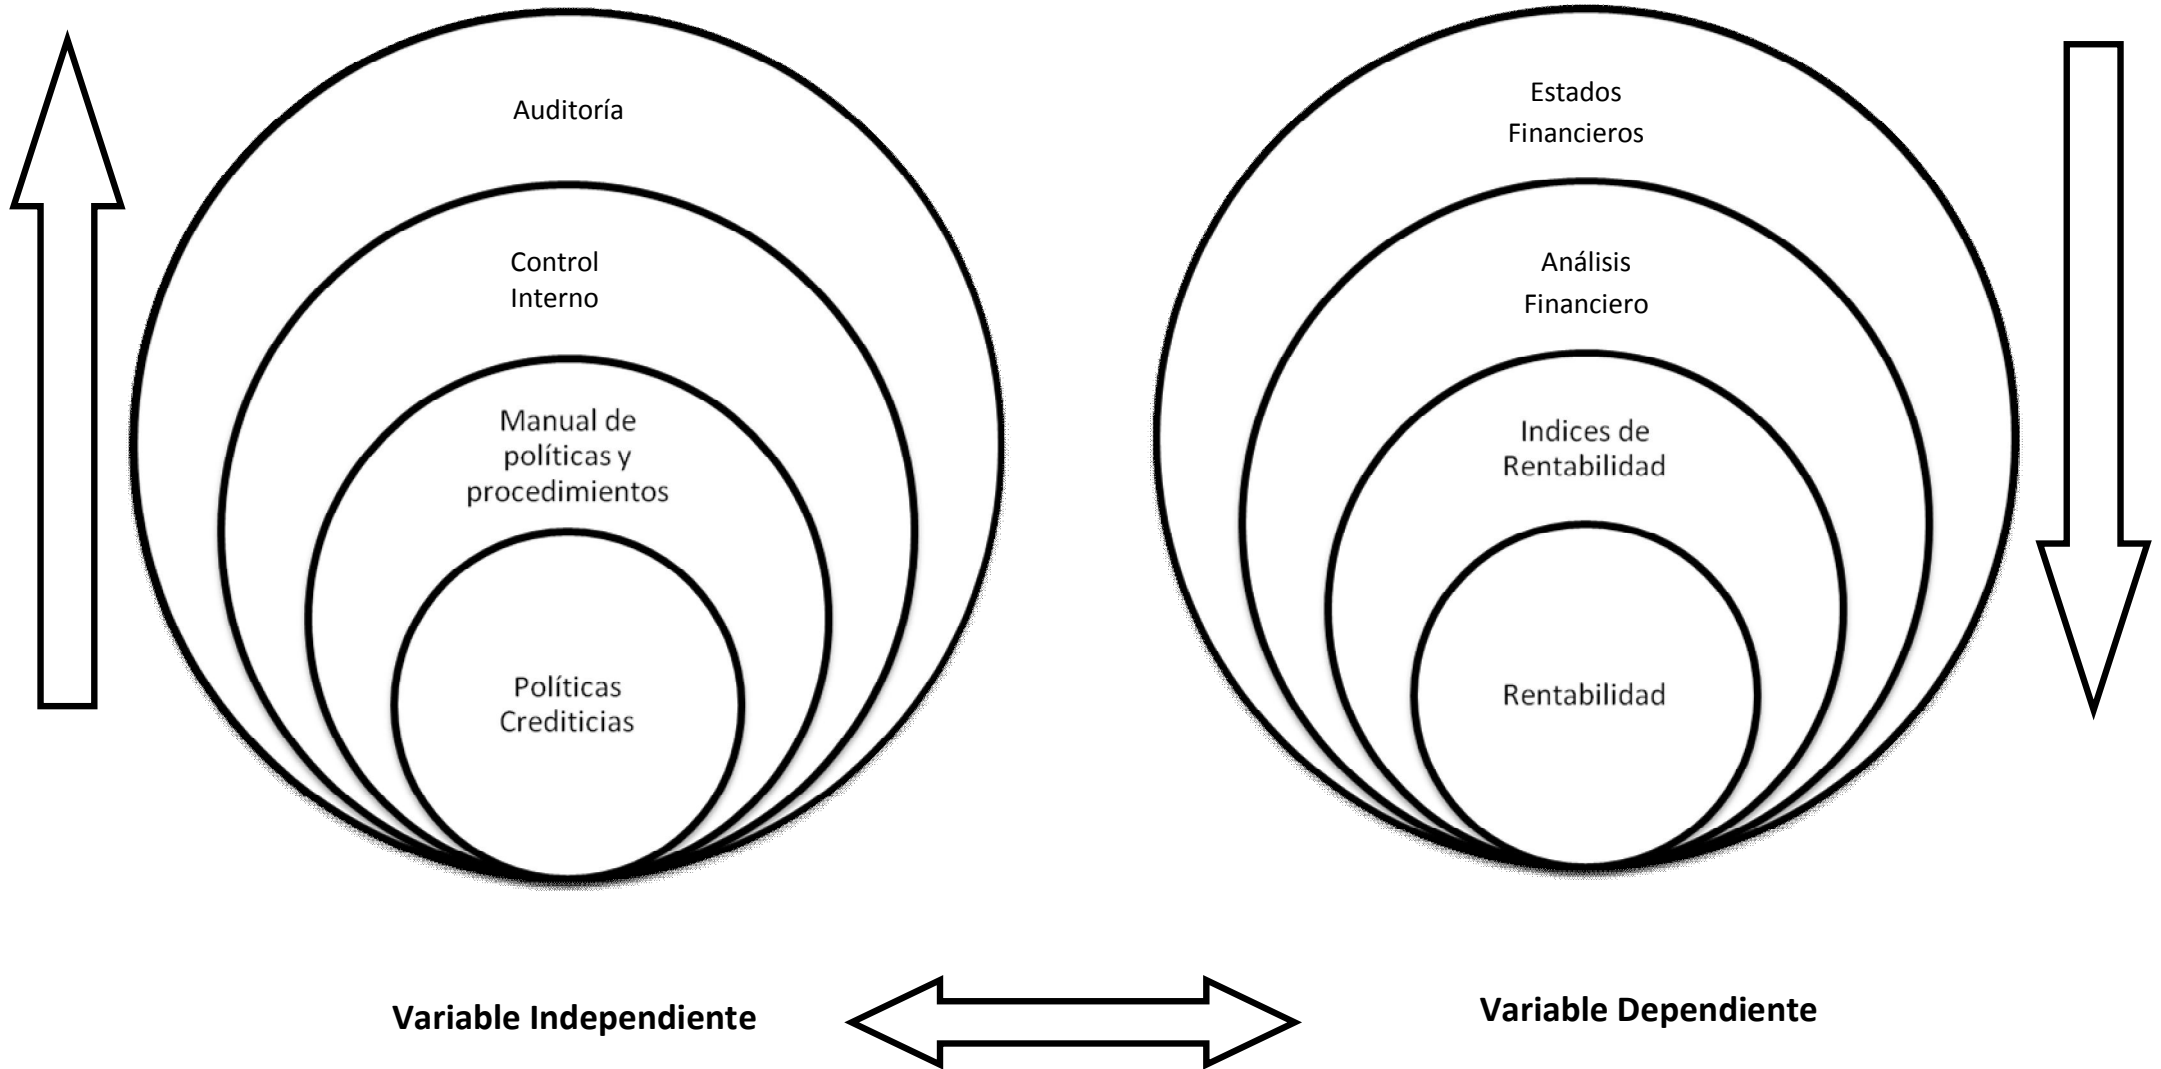 Auditoría
Control
Interno
Manual de
políticas y
procedimientos
Políticas
Crediticias
Estados
Financieros
Análisis
Financiero
Indices de
Rentabilidad
Rentabilidad
Variable Independiente
Variable Dependiente